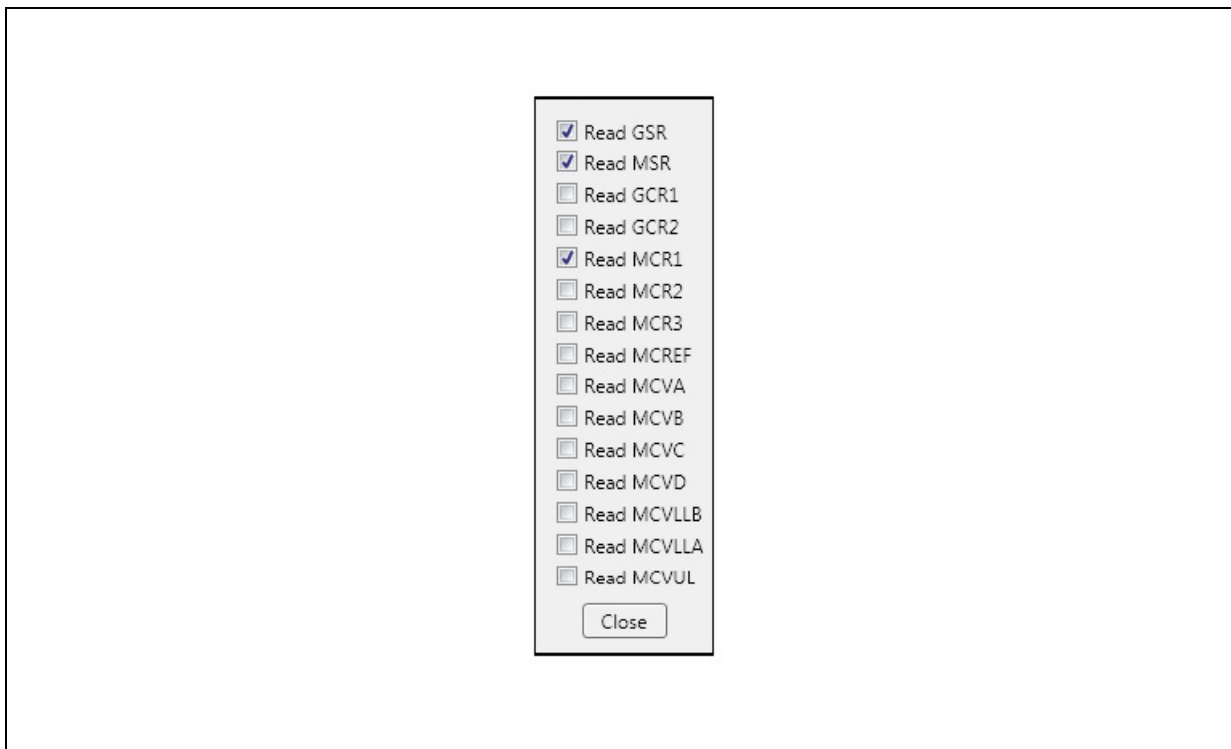 Read GSR
Read MSR
Read GCR1
Read GCR2
Read MCR1
Read MCR2
Read MCR3
Read MCREF
Read MCVA
Read MCVB
Read MCVC
Read MCVD
Read MCVLLB
Read MCVLLA
Read MCVUL
Close